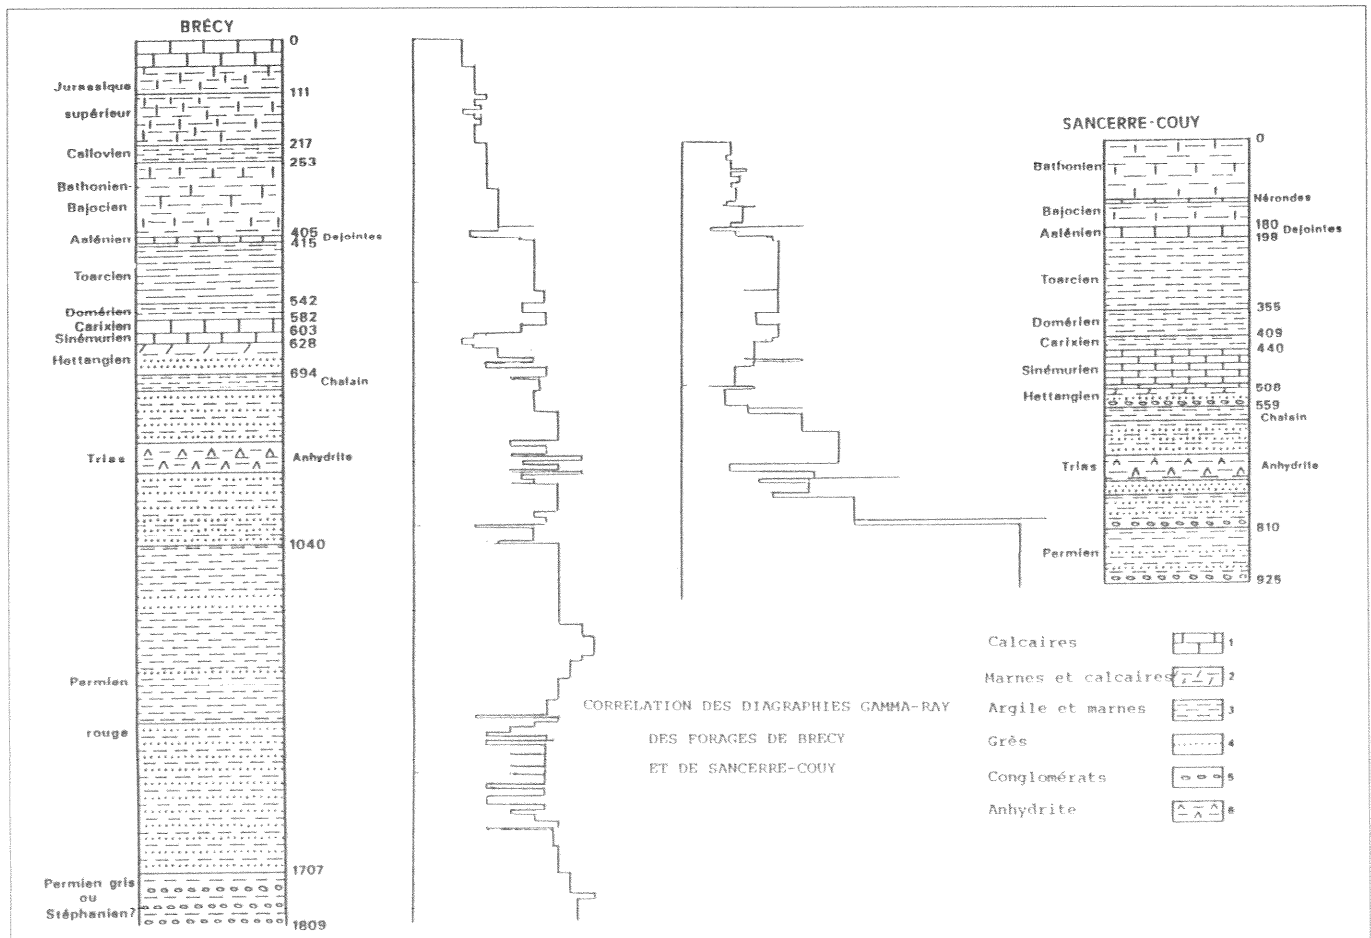 BRÉCY
0
Jurassique
111
supérieur
217
Callovien
253
Bathonien-
Bajocien
405 Dejointes
Aalénien
415
Toarcien
542
Domérien
582
Carixien
603
Sinémurien
628
Hettangien
694
Chalain
Trias
Anhydrite
1040
Permien
rouge
1707
Permien gris
ou
Stéphanien?
1809
SANCERRE-COUY
0
Bathonien
Nérondes
Bajocien
180
Dejointes
Aalénien
198
Toarcien
355
Domérien
409
Carixien
440
Sinémurien
508
Hettangien
559
Chalain
Trias
Anhydrite
810
Permien
925
CORRELATION DES DIAGRAPHIES GAMMA-RAY
DES FORAGES DE BRECY
ET DE SANCERRE-COUY
Calcaires 1
Marnes et calcaires 2
Argile et marnes 3
Grès 4
Conglomérats 5
Anhydrite 6